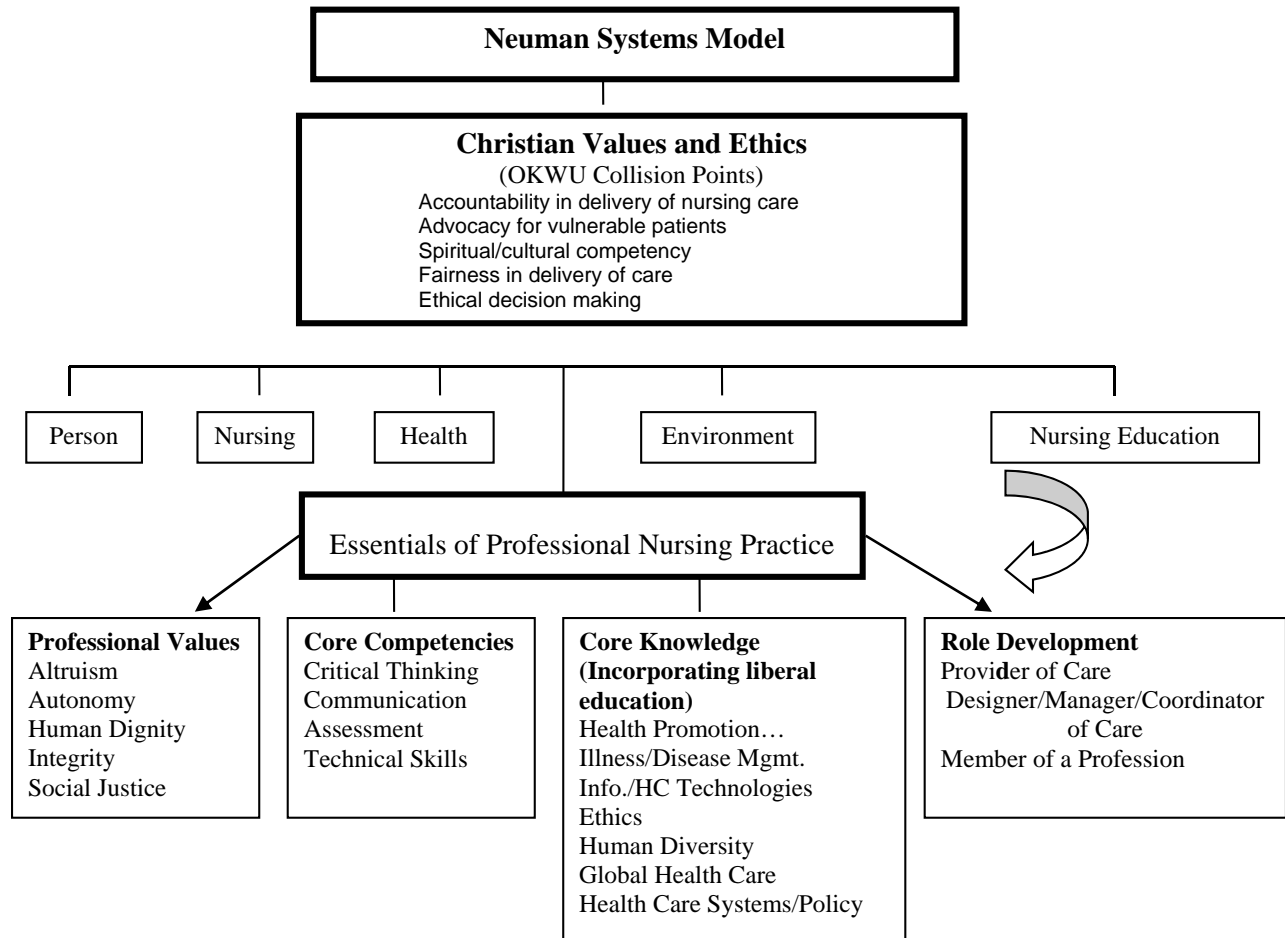 Neuman Systems Model
Christian Values and Ethics
(OKWU Collision Points)
Accountability in delivery of nursing care
Advocacy for vulnerable patients
Spiritual/cultural competency
Fairness in delivery of care
Ethical decision making
Person
Nursing
Health
Environment
Nursing Education
Essentials of Professional Nursing Practice
Professional Values
Altruism
Autonomy
Human Dignity
Integrity
Social Justice
Core Competencies
Critical Thinking
Communication
Assessment
Technical Skills
Core Knowledge
(Incorporating liberal
education)
Health Promotion…
Illness/Disease Mgmt.
Info./HC Technologies
Ethics
Human Diversity
Global Health Care
Health Care Systems/Policy
Role Development
Provider of Care
Designer/Manager/Coordinator
of Care
Member of a Profession